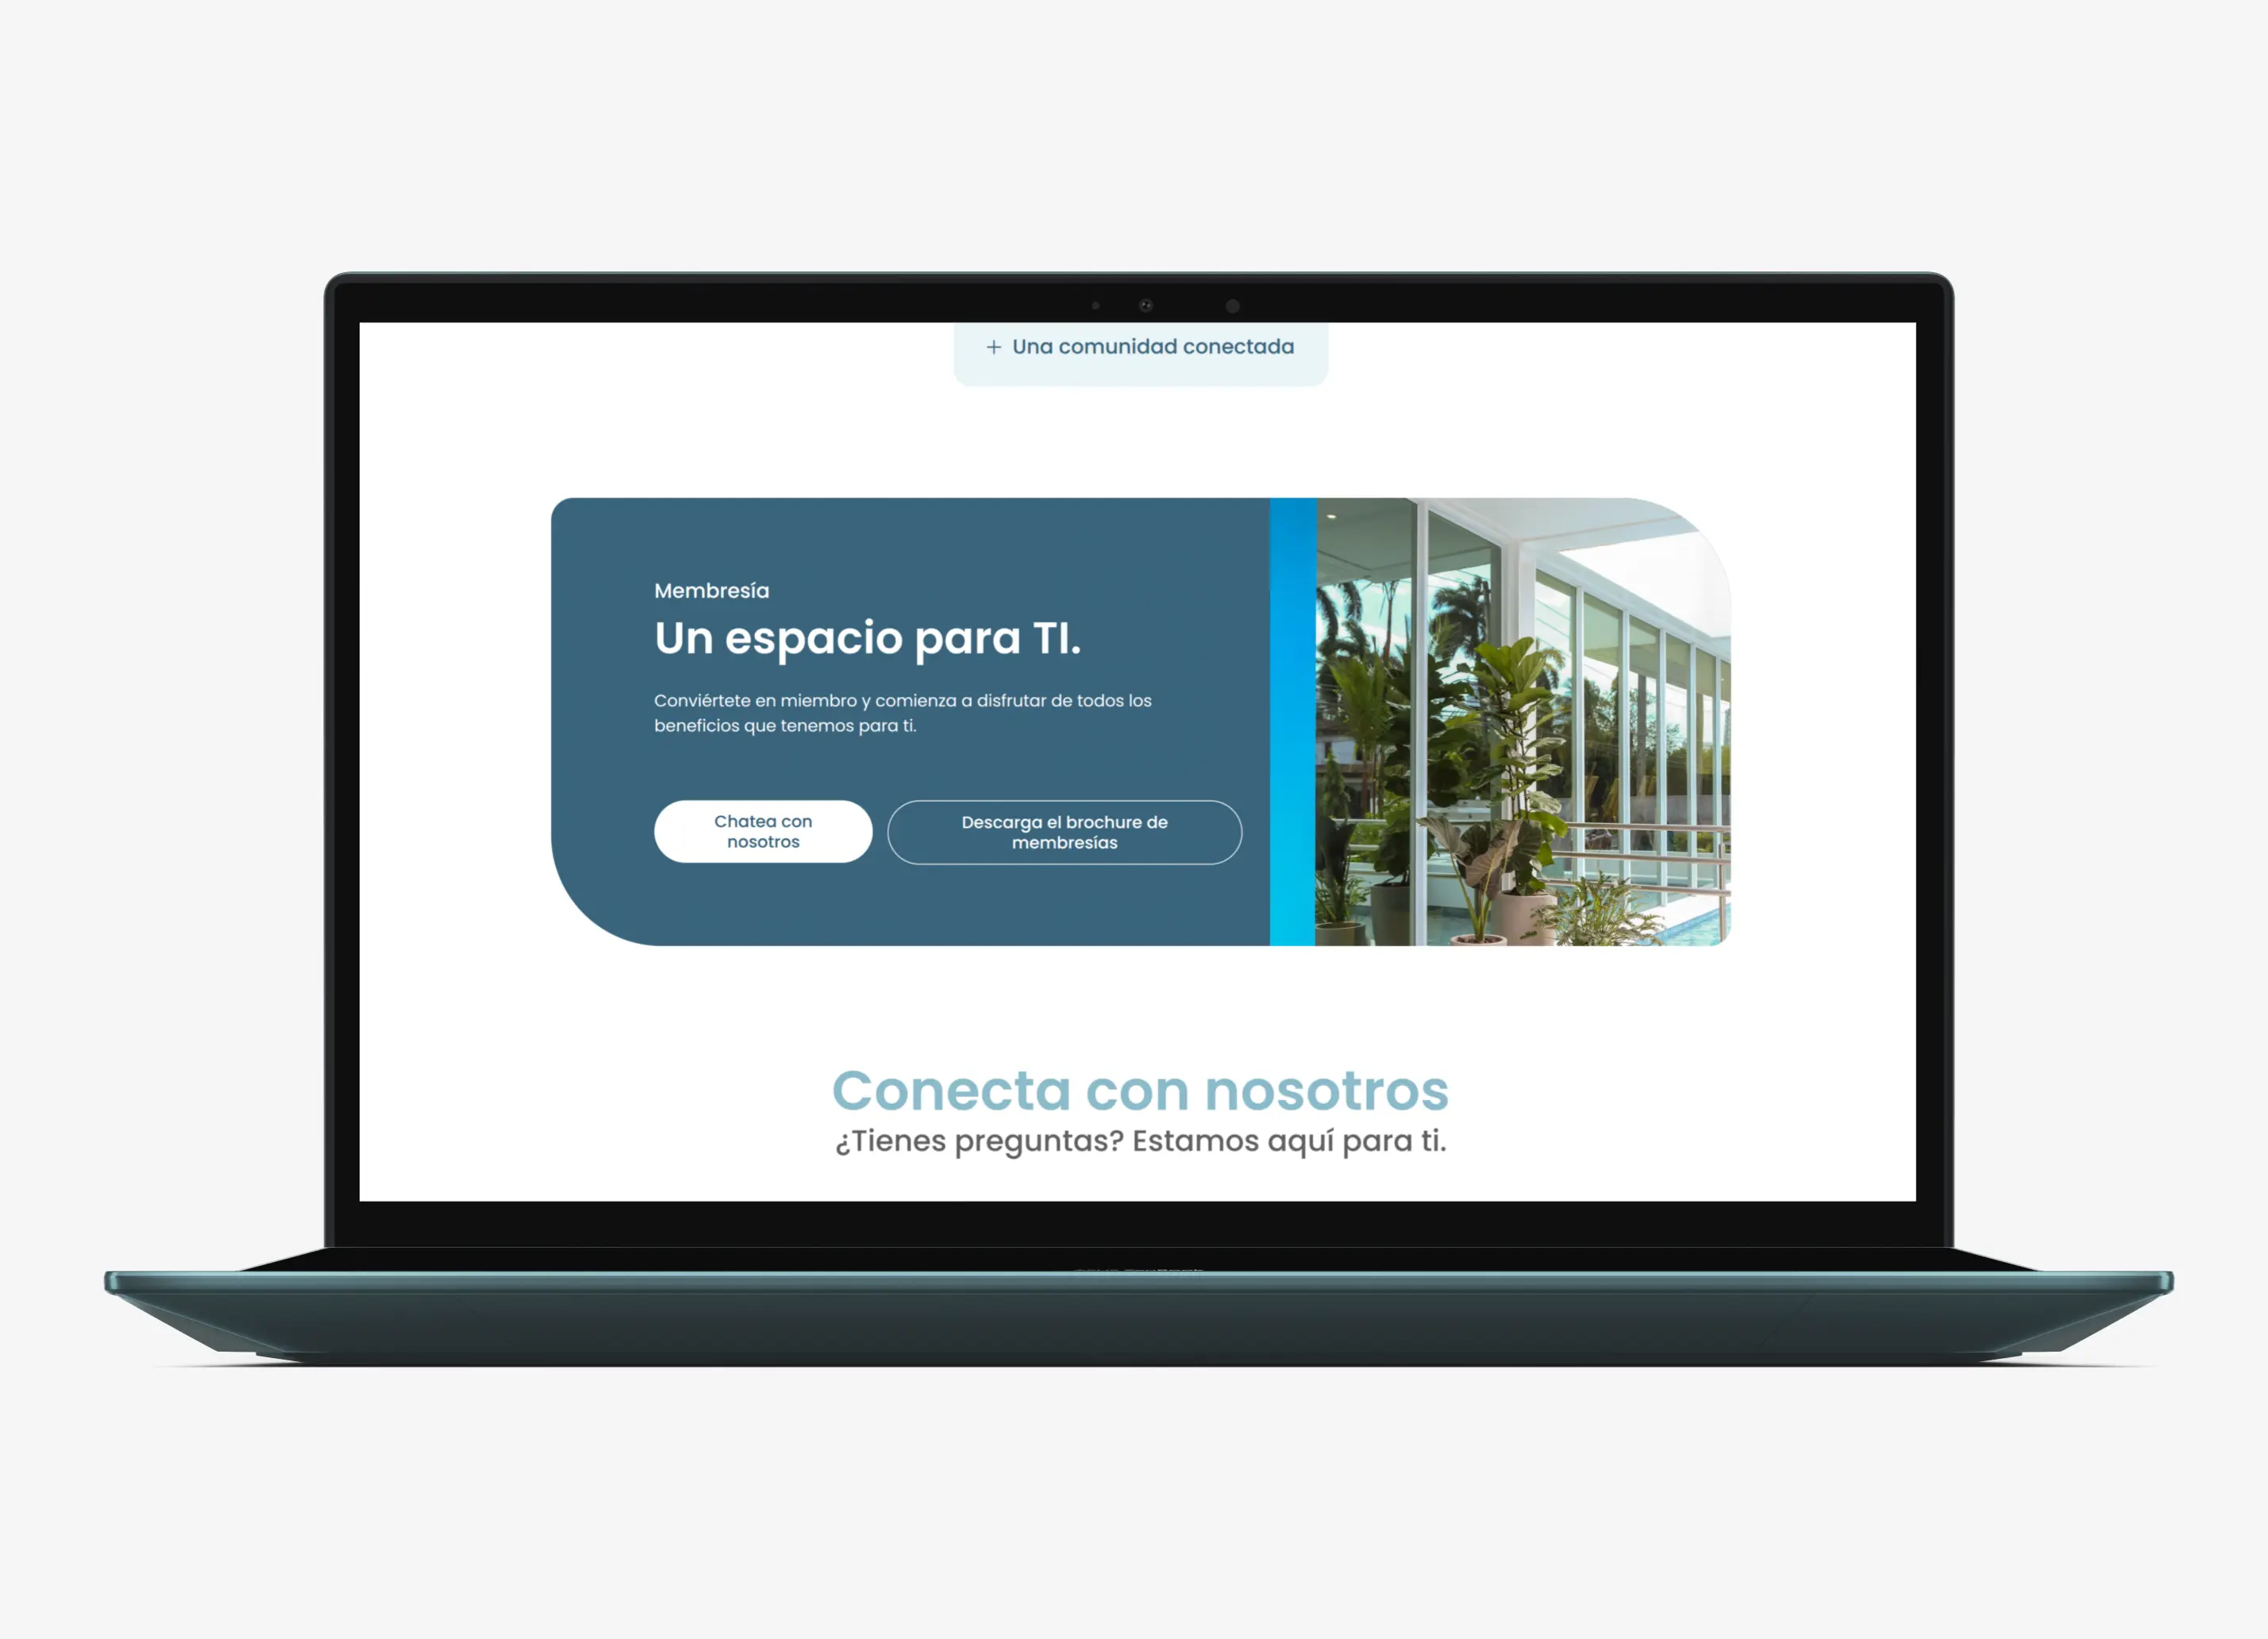 + Una comunidad conectada
Membresía
Un espacio para TI.
Conviértete en miembro y comienza a disfrutar de todos los
beneficios que tenemos para ti.
Chatea con
nosotros
Descarga el brochure de
membresías
Conecta con nosotros
¿Tienes preguntas? Estamos aquí para ti.